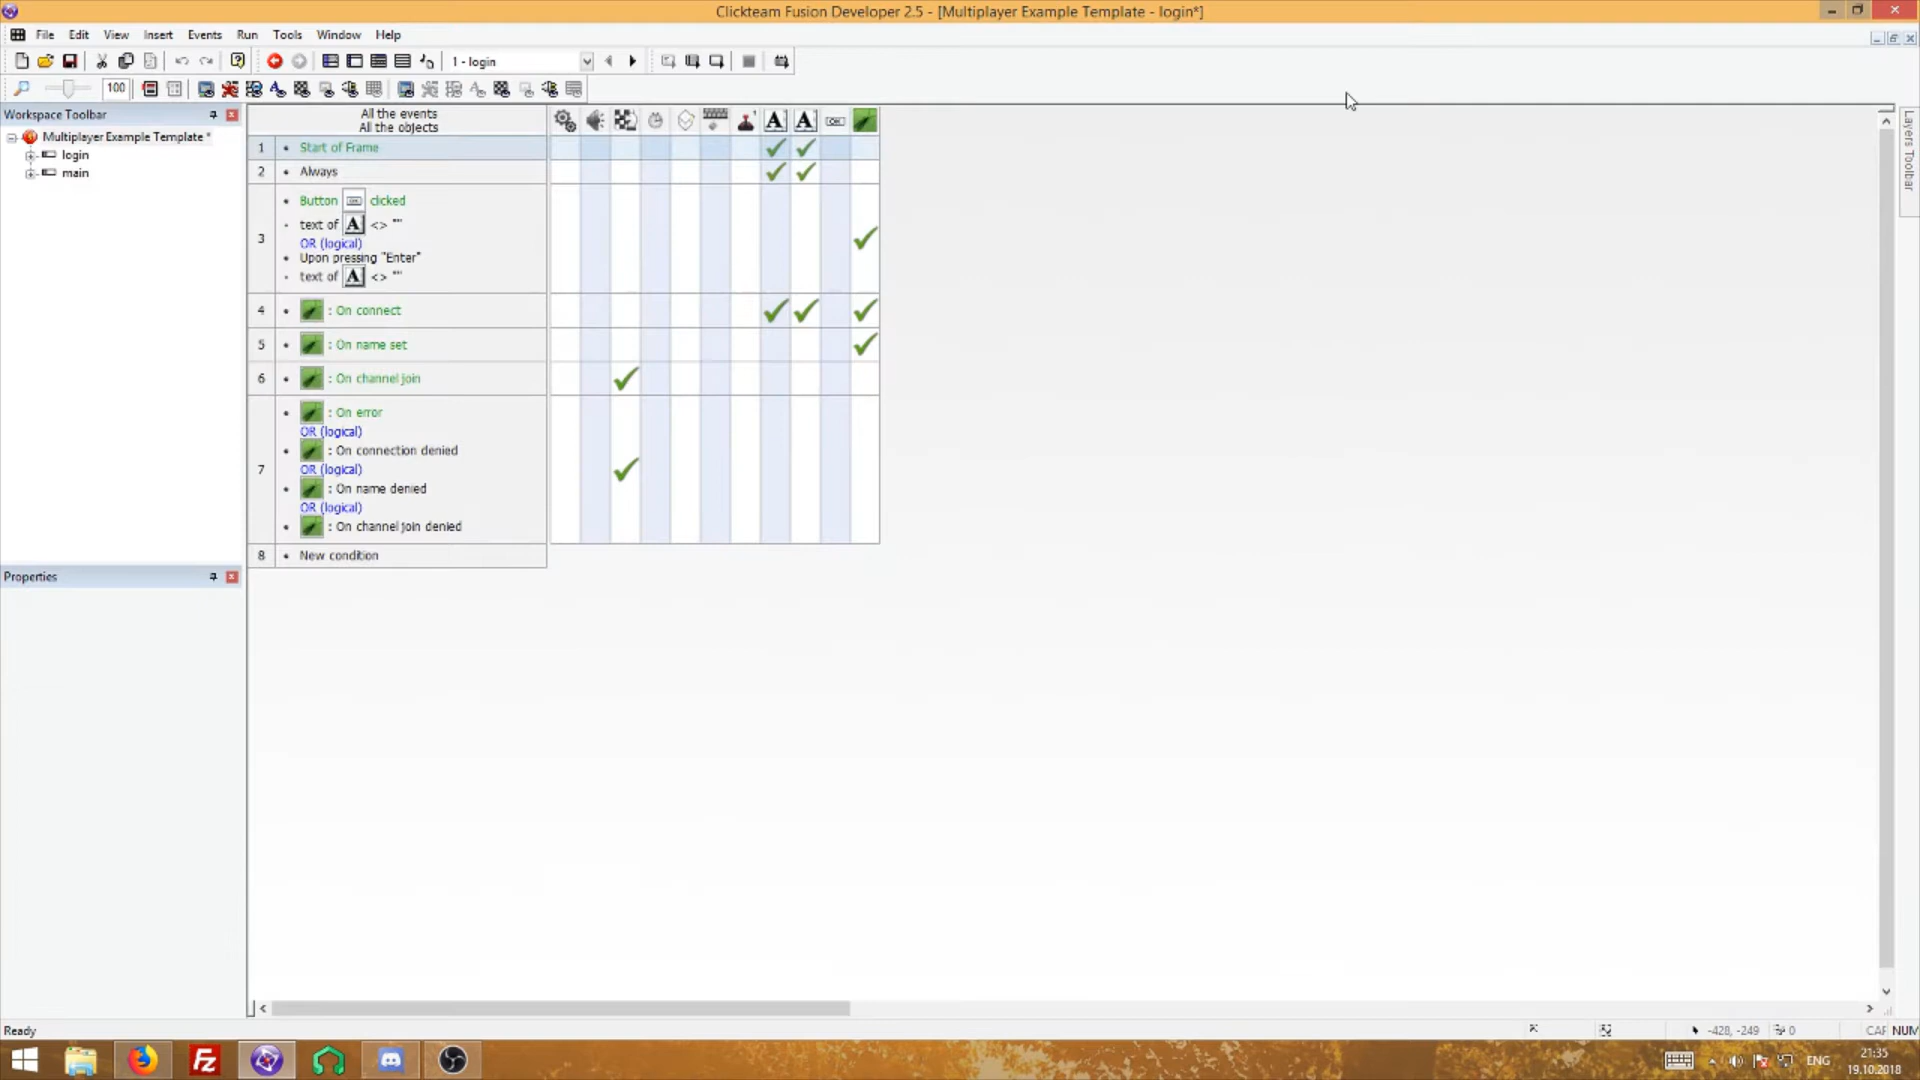 Clickteam Fusion Developer 2.5 - [Multiplayer Example Template - login*]
File Edit View Insert Events Run Tools Window Help
1 - login
100
Workspace Toolbar
Multiplayer Example Template *
login
main
Properties
All the events
All the objects
1 Start of Frame
2 Always
3
Button OK clicked
text of A <> ""
OR (logical)
Upon pressing "Enter"
text of A <> ""
4 : On connect
5 : On name set
6 : On channel join
7
: On error
OR (logical)
: On connection denied
OR (logical)
: On name denied
OR (logical)
: On channel join denied
8 New condition
A A OK
Layers Toolbar
Ready
-428, -249
0
CAP NUM
Fz
ENG
21:35
19.10.2018